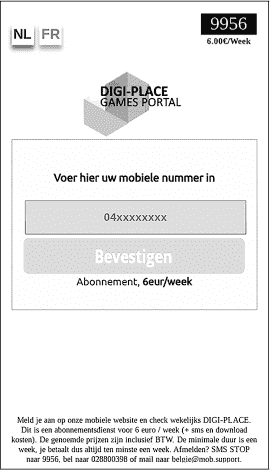 NL FR
9956
6.00€/Week
DIGI-PLACE
GAMES PORTAL
Voer hier uw mobiele nummer in
04xxxxxxxx
Bevestigen
Abonnement, 6eur/week
Meld je aan op onze mobiele website en check wekelijks DIGI-PLACE.
Dit is een abonnementsdienst voor 6 euro / week (+ sms en download
kosten). De genoemde prijzen zijn inclusief BTW. De minimale duur is een
week, je betaalt dus altijd ten minste een week. Afmelden? SMS STOP
naar 9956, bel naar 028800398 of mail naar belgie@mob.support.